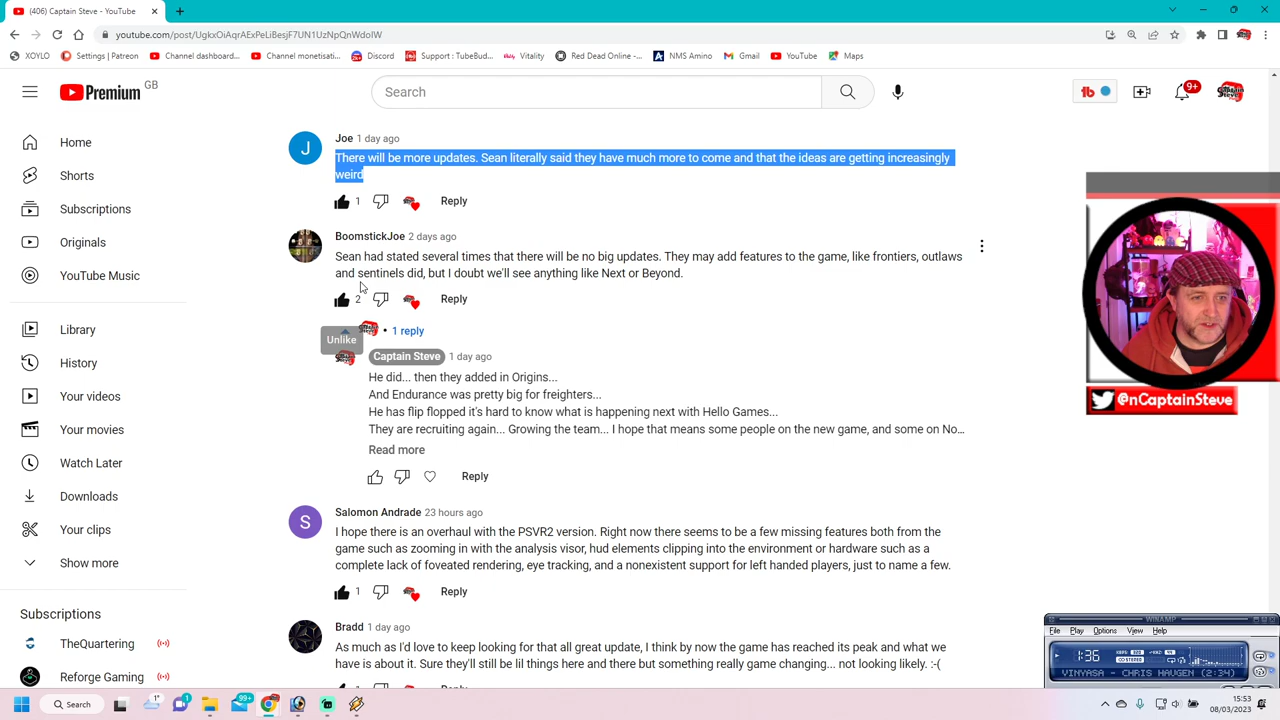 (406) Captain Steve - YouTube
youtube.com/post/UgkxOiAqrAExPeLiBesjF7UN1UzNpQnWdoIW
XOYLO
Settings | Patreon
Channel dashboard...
Channel monetisati...
Discord
Support : TubeBud...
Vitality
Red Dead Online -...
NMS Amino
Gmail
YouTube
Maps
Premium GB
Search
9+
Home
Shorts
Subscriptions
Originals
YouTube Music
Library
History
Your videos
Your movies
Watch Later
Downloads
Your clips
Show more
Subscriptions
TheQuartering
Reforge Gaming
Joe 1 day ago
There will be more updates. Sean literally said they have much more to come and that the ideas are getting increasingly
weird
1 Reply
BoomstickJoe 2 days ago
Sean had stated several times that there will be no big updates. They may add features to the game, like frontiers, outlaws
and sentinels did, but I doubt we'll see anything like Next or Beyond.
2 Reply
Unlike
• 1 reply
Captain Steve 1 day ago
He did... then they added in Origins...
And Endurance was pretty big for freighters...
He has flip flopped it's hard to know what is happening next with Hello Games...
They are recruiting again... Growing the team... I hope that means some people on the new game, and some on No...
Read more
Reply
Salomon Andrade 23 hours ago
I hope there is an overhaul with the PSVR2 version. Right now there seems to be a few missing features both from the
game such as zooming in with the analysis visor, hud elements clipping into the environment or hardware such as a
complete lack of foveated rendering, eye tracking, and a nonexistent support for left handed players, just to name a few.
1 Reply
Bradd 1 day ago
As much as I'd love to keep looking for that all great update, I think by now the game has reached its peak and what we
have is about it. Sure they'll still be lil things here and there but something really game changing... not looking likely. :-(
@nCaptainSteve
WINAMP
File Play Options View Help
1:36
VINYASA - CHRIS HAUGEN (2:34)
Search
15:53
08/03/2023